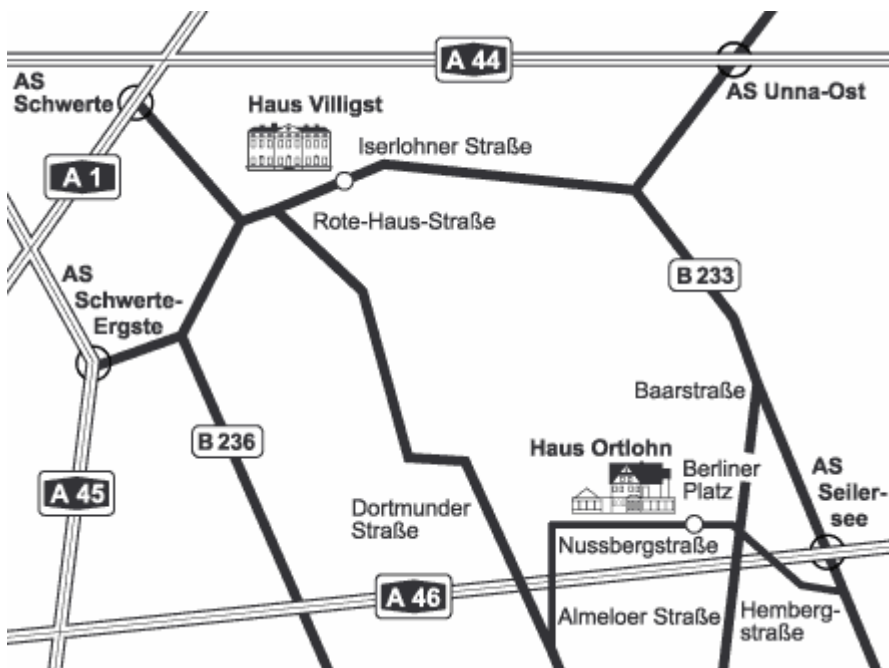 A 44
AS
Schwerte
Haus Villigst
AS Unna-Ost
Iserlohner Straße
A 1
Rote-Haus-Straße
AS
Schwerte-
Ergste
B 233
Baarstraße
B 236
Haus Ortlohn
Berliner
Platz
AS
Seiler-
see
A 45
Dortmunder
Straße
Nussbergstraße
A 46
Almeloer Straße
Hemberg-
straße